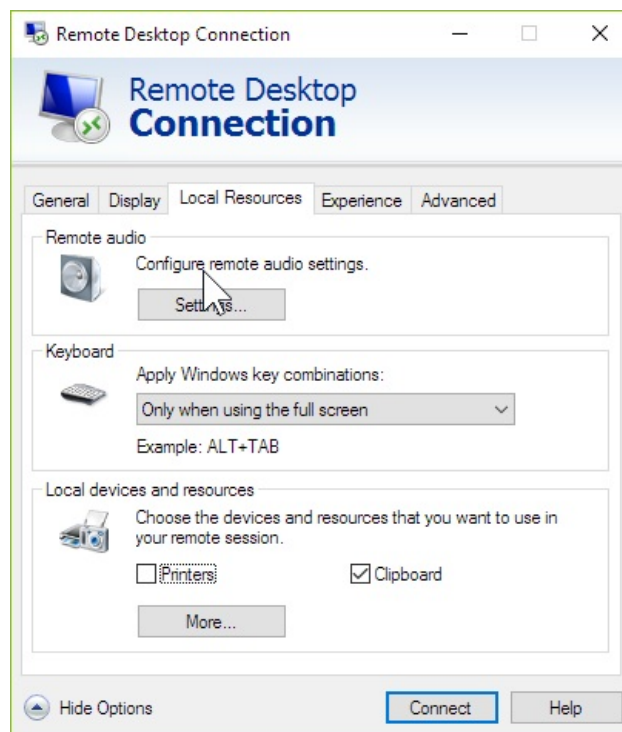 Remote Desktop Connection
Remote Desktop
Connection
General Display Local Resources Experience Advanced
Remote audio
Configure remote audio settings.
Settings...
Keyboard
Apply Windows key combinations:
Only when using the full screen
Example: ALT+TAB
Local devices and resources
Choose the devices and resources that you want to use in
your remote session.
Printers Clipboard
More...
Hide Options Connect Help